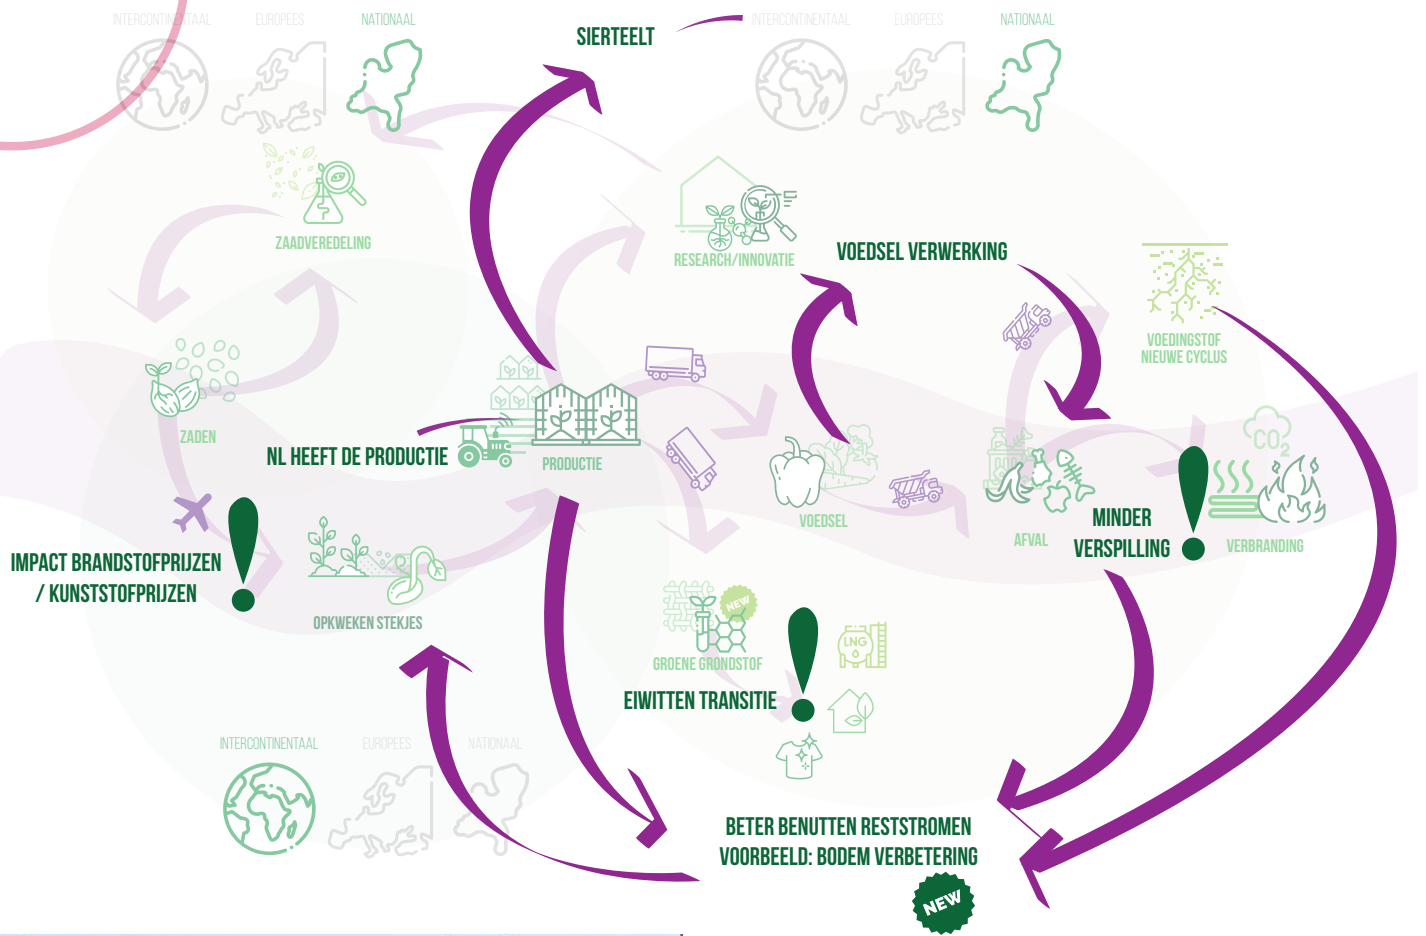 INTERCONTINENTAAL
EUROPEES
NATIONAAL
SIERTEELT
INTERCONTINENTAAL
EUROPEES
NATIONAAL
ZAADVEREDELING
RESEARCH/INNOVATIE
VOEDSEL VERWERKING
VOEDINGSTOF
NIEUWE CYCLUS
ZADEN
NL HEEFT DE PRODUCTIE
PRODUCTIE
VOEDSEL
CO2
AFVAL
MINDER
VERSPILLING
VERBRANDING
IMPACT BRANDSTOFPRIJZEN
/ KUNSTSTOFPRIJZEN
OPKWEKEN STEKJES
NEW
GROENE GRONDSTOF
LNG
EIWITTEN TRANSITIE
INTERCONTINENTAAL
EUROPEES
NATIONAAL
BETER BENUTTEN RESTSTROMEN
VOORBEELD: BODEM VERBETERING
NEW